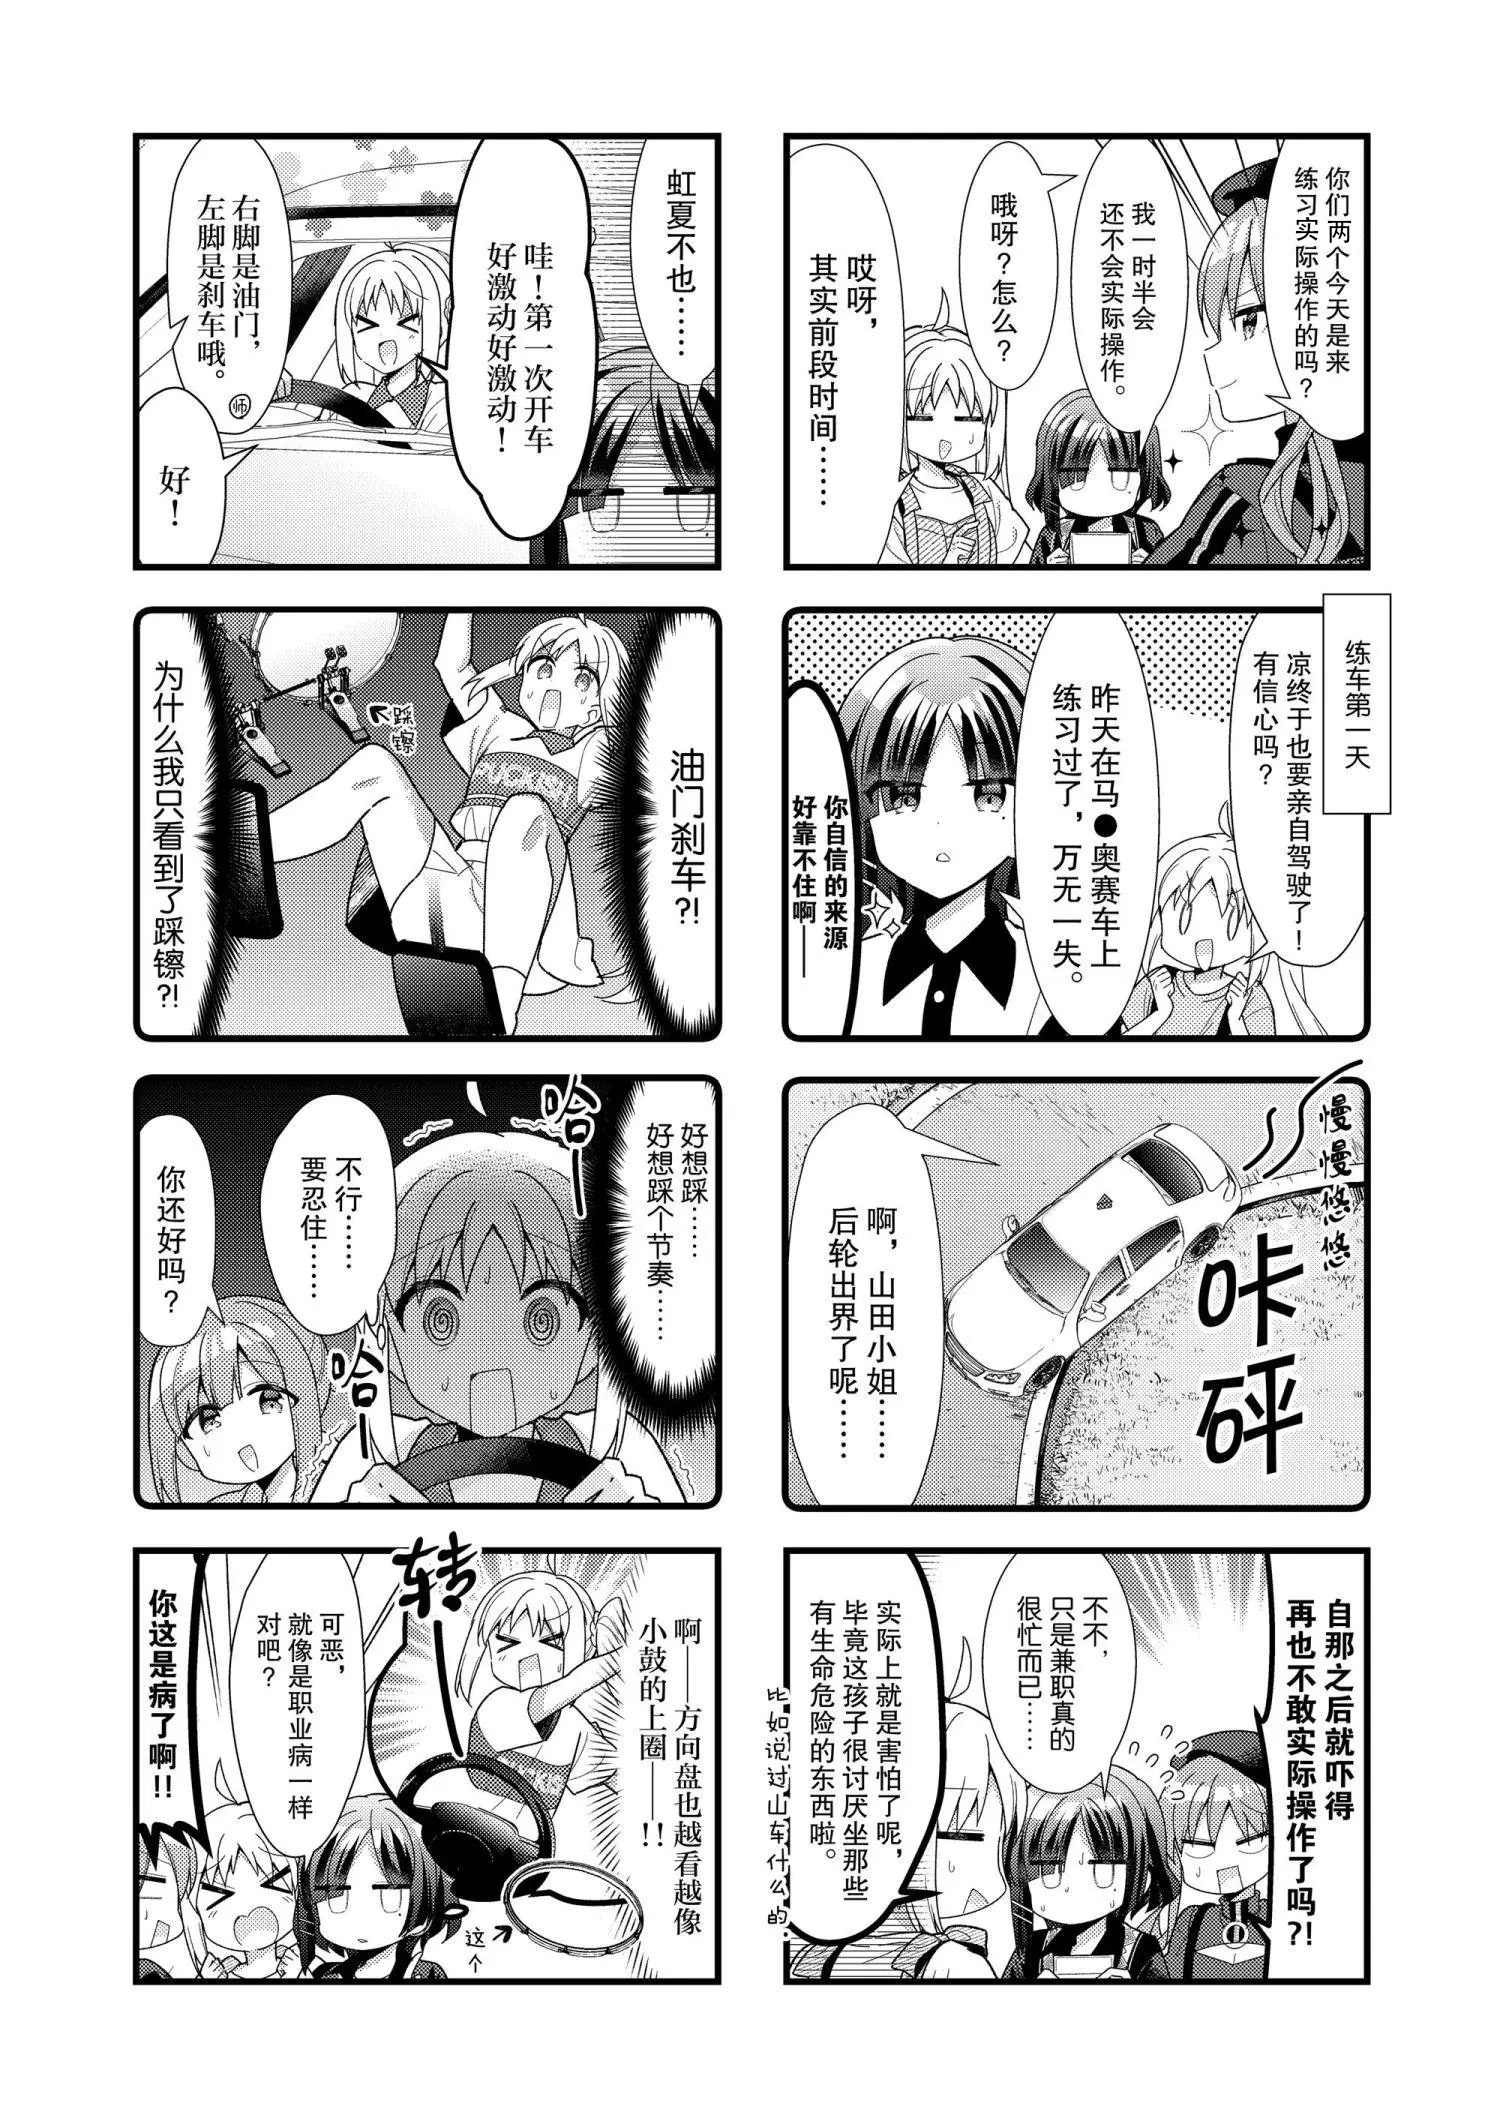 你们两个今天是来
练习实际操作的吗？
我一时半会
还不会实际操作。
哦呀？怎么？
哎呀，
其实前段时间……
练车第一天
凉终于也要亲自驾驶了！
有信心吗？
昨天在马●奥赛车上
练习过了，万无一失。
你自信的来源
好靠不住啊——
慢慢悠悠
咔
砰
啊，山田小姐……
后轮出界了呢……
自那之后就吓得
再也不敢实际操作了吗?!
不不，
只是兼职真的
很忙而已……
实际上就是害怕了呢，
毕竟这孩子很讨厌坐那些
有生命危险的东西啦。
比如说过山车什么的
虹夏不也……
哇！第一次开车
好激动好激动！
右脚是油门，
左脚是刹车哦。
师
好！
油门刹车?!
踩镲
PUCKISH
为什么我只看到了踩镲?!
好想踩……
好想踩个节奏……
哈—
不行……
要忍住……
哈—
你还好吗？
啊——方向盘也越看越像
小鼓的上圈——!!
转
这个
可恶，
就像是职业病一样
对吧？
你这是病了啊!!